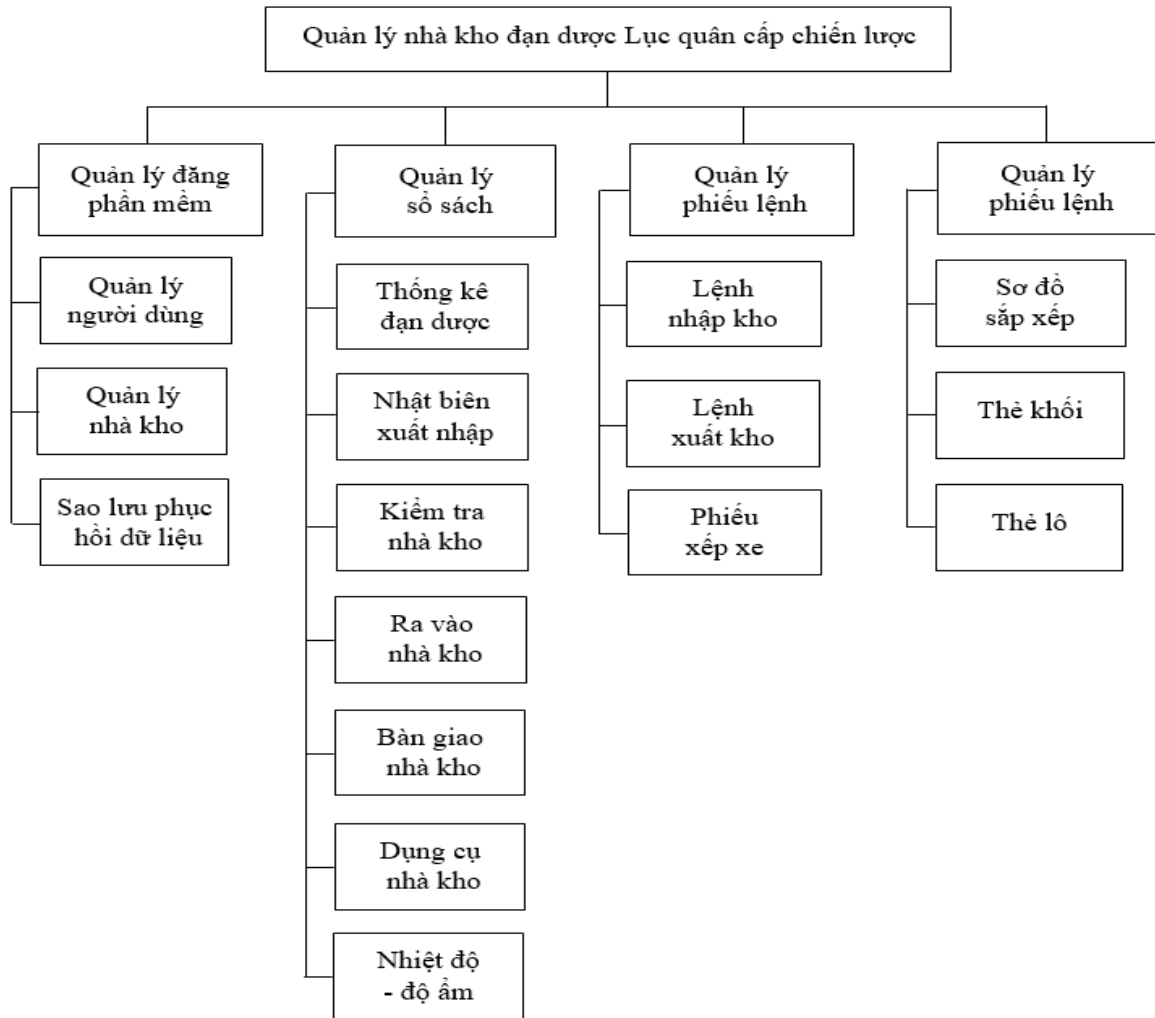 Quản lý nhà kho đạn dược Lục quân cấp chiến lược
Quản lý đăng
phần mềm
Quản lý
người dùng
Quản lý
nhà kho
Sao lưu phục
hồi dữ liệu
Quản lý
sổ sách
Thống kê
đạn dược
Nhật biên
xuất nhập
Kiểm tra
nhà kho
Ra vào
nhà kho
Bàn giao
nhà kho
Dụng cụ
nhà kho
Nhiệt độ
- độ ẩm
Quản lý
phiếu lệnh
Lệnh
nhập kho
Lệnh
xuất kho
Phiếu
xếp xe
Quản lý
phiếu lệnh
Sơ đồ
sắp xếp
Thẻ khối
Thẻ lô